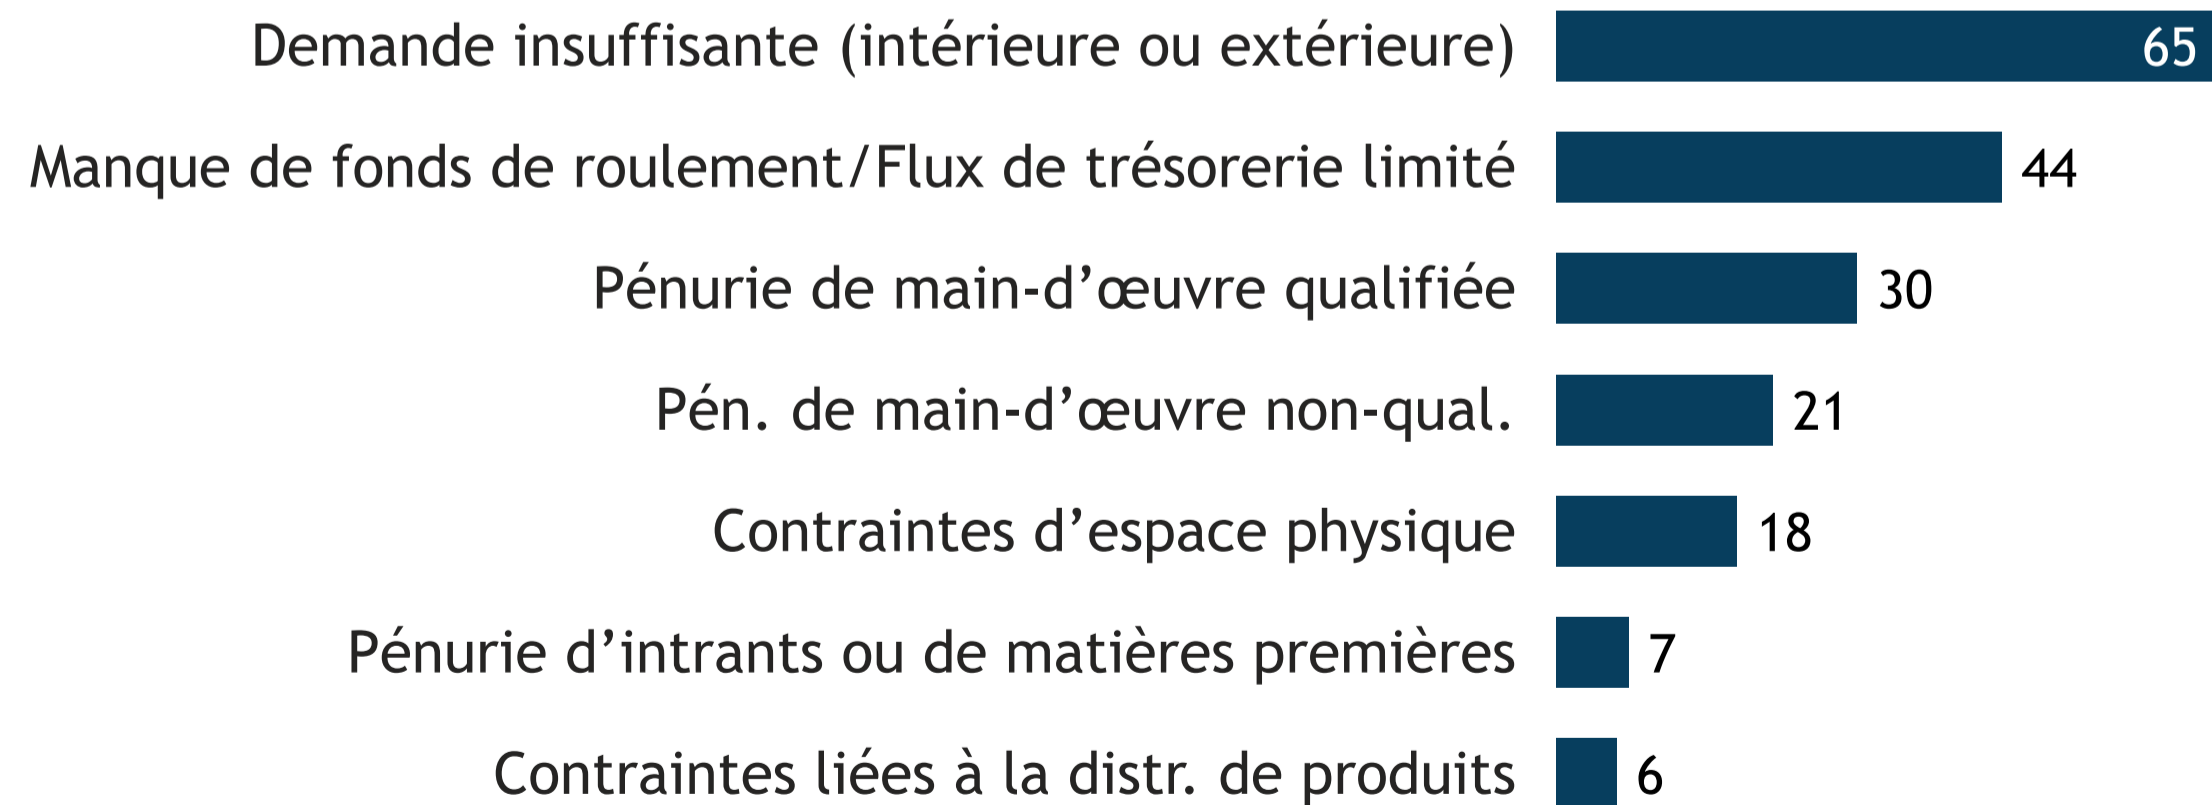 Demande insuffisante (intérieure ou extérieure) 65
Manque de fonds de roulement/Flux de trésorerie limité 44
Pénurie de main-d’œuvre qualifiée 30
Pén. de main-d’œuvre non-qual. 21
Contraintes d’espace physique 18
Pénurie d’intrants ou de matières premières 7
Contraintes liées à la distr. de produits 6